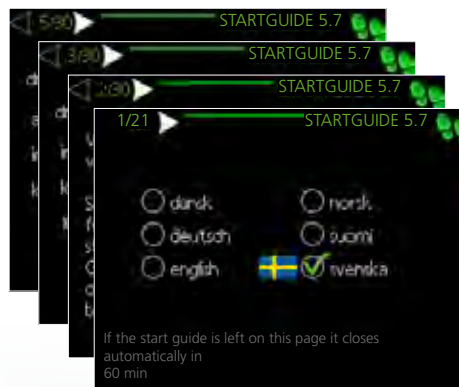 5/30
STARTGUIDE 5.7
3/30
STARTGUIDE 5.7
2/30
STARTGUIDE 5.7
1/21
STARTGUIDE 5.7
dansk
norsk
deutsch
suomi
english
svenska
If the start guide is left on this page it closes
automatically in
60 min